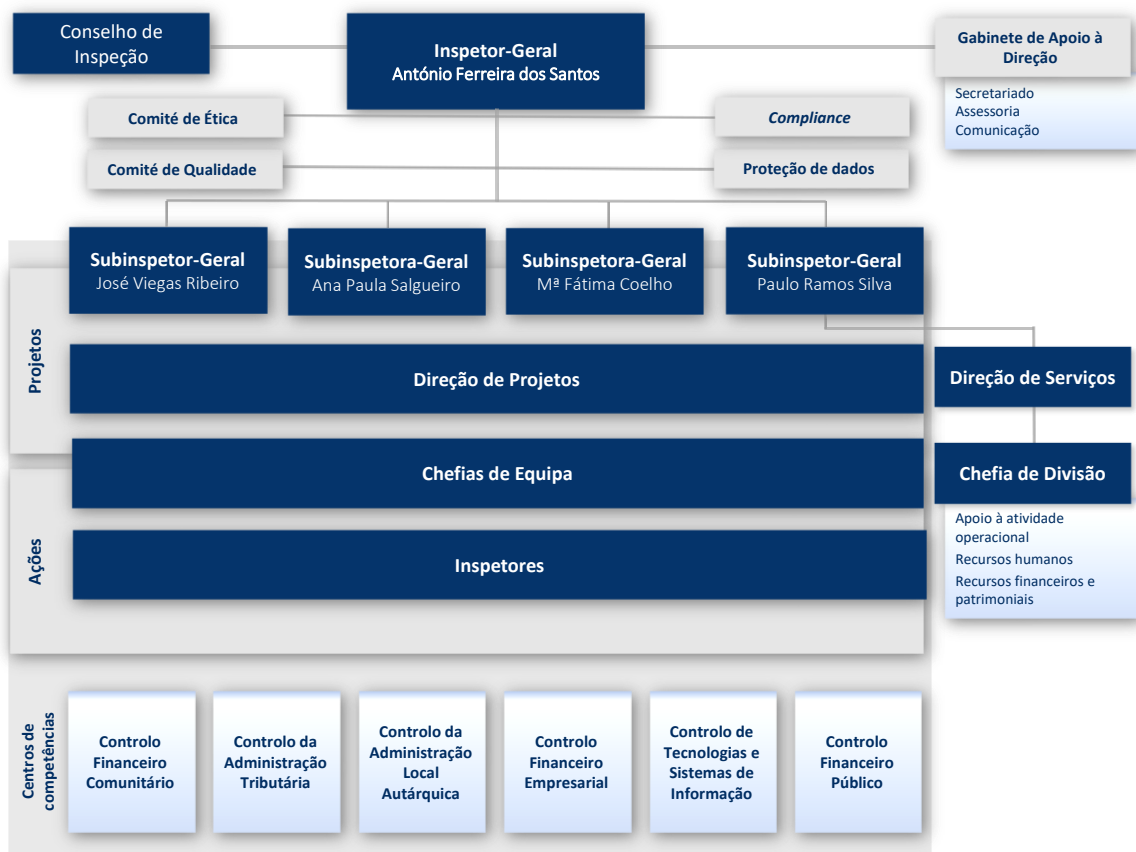 Conselho de
Inspeção
Inspetor-Geral
António Ferreira dos Santos
Gabinete de Apoio à
Direção
Secretariado
Assessoria
Comunicação
Comité de Ética
Compliance
Comité de Qualidade
Proteção de dados
Subinspetor-Geral
José Viegas Ribeiro
Subinspetora-Geral
Ana Paula Salgueiro
Subinspetora-Geral
Mª Fátima Coelho
Subinspetor-Geral
Paulo Ramos Silva
Projetos
Direção de Projetos
Direção de Serviços
Chefias de Equipa
Chefia de Divisão
Apoio à atividade
operacional
Recursos humanos
Recursos financeiros e
patrimoniais
Ações
Inspetores
Centros de
competências
Controlo
Financeiro
Comunitário
Controlo da
Administração
Tributária
Controlo da
Administração
Local
Autárquica
Controlo
Financeiro
Empresarial
Controlo de
Tecnologias e
Sistemas de
Informação
Controlo
Financeiro
Público